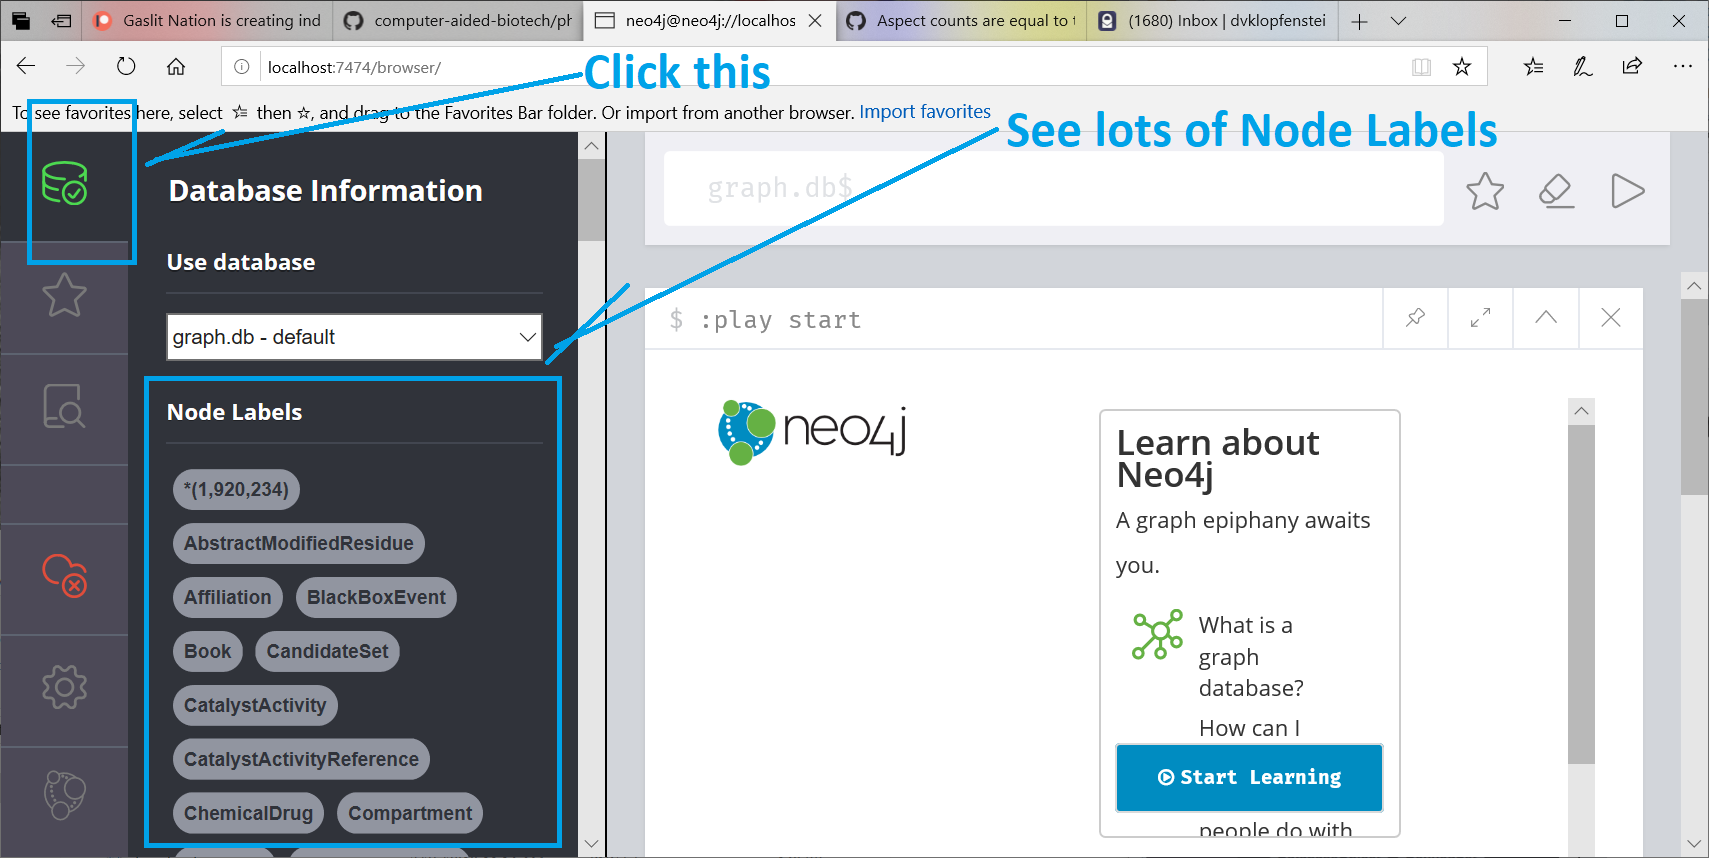 Gaslit Nation is creating ind
computer-aided-biotech/ph
neo4j@neo4j://localhos
Aspect counts are equal to t
(1680) Inbox | dvklopfenstei
localhost:7474/browser/
Click this
To see favorites here, select then , and drag to the Favorites Bar folder. Or import from another browser. Import favorites
See lots of Node Labels
Database Information
graph.db$
Use database
graph.db - default
$ :play start
Node Labels
*(1,920,234)
AbstractModifiedResidue
Affiliation BlackBoxEvent
Book CandidateSet
CatalystActivity
CatalystActivityReference
ChemicalDrug Compartment
neo4j
Learn about
Neo4j
A graph epiphany awaits
you.
What is a
graph
database?
How can I
Start Learning
people do with